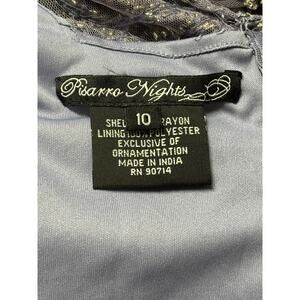 Pisarro Nights
10
SHEL RAYON
LINING 100% POLYESTER
EXCLUSIVE OF
ORNAMENTATION
MADE IN INDIA
RN 90714